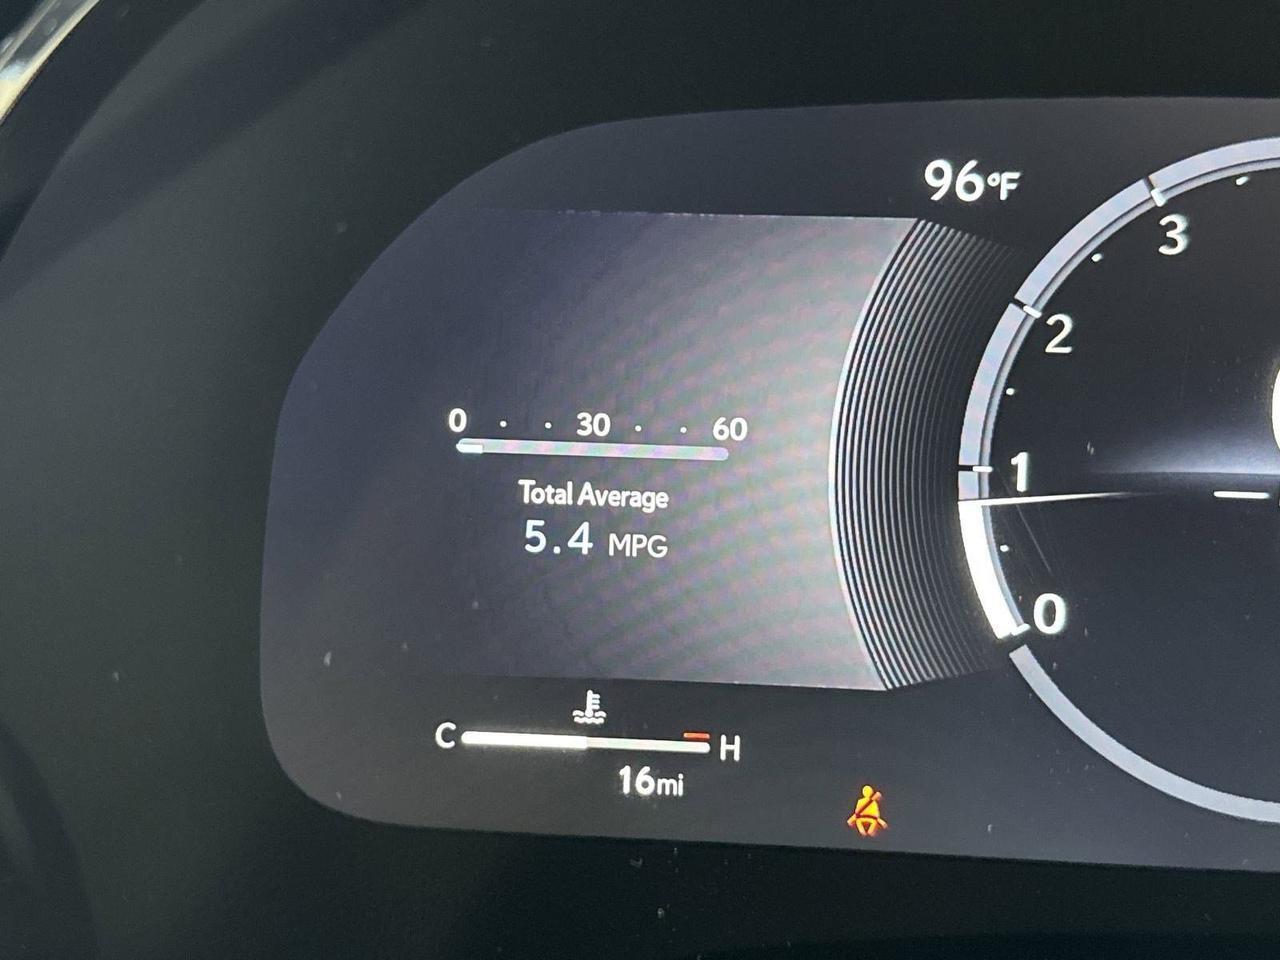 96°F
3
2
0 · · 30 · · 60
1
Total Average
5.4 MPG
0
C H
16mi